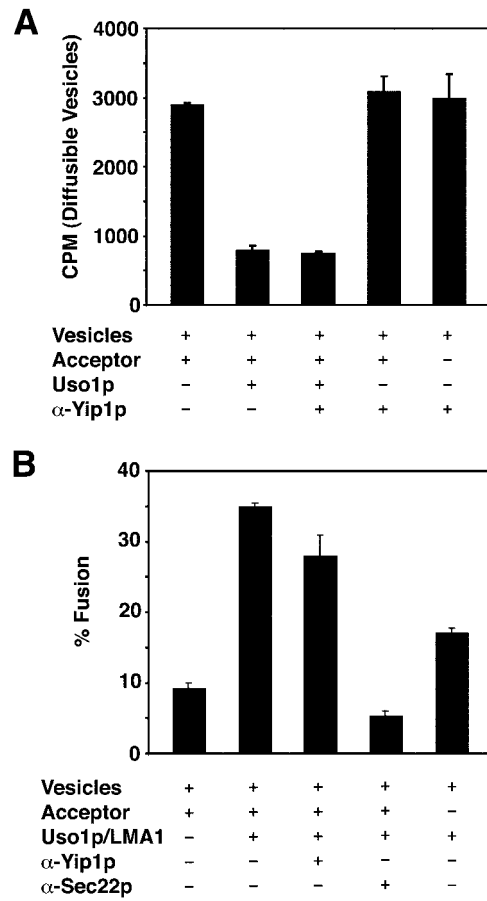 A
CPM (Diffusible Vesicles)
4000
3000
2000
1000
0
Vesicles + + + + +
Acceptor + + + + −
Uso1p − + + − −
α-Yip1p − − + + +
B
% Fusion
40
30
20
10
0
Vesicles + + + + +
Acceptor + + + + −
Uso1p/LMA1 − + + + +
α-Yip1p − − + − −
α-Sec22p − − − + −